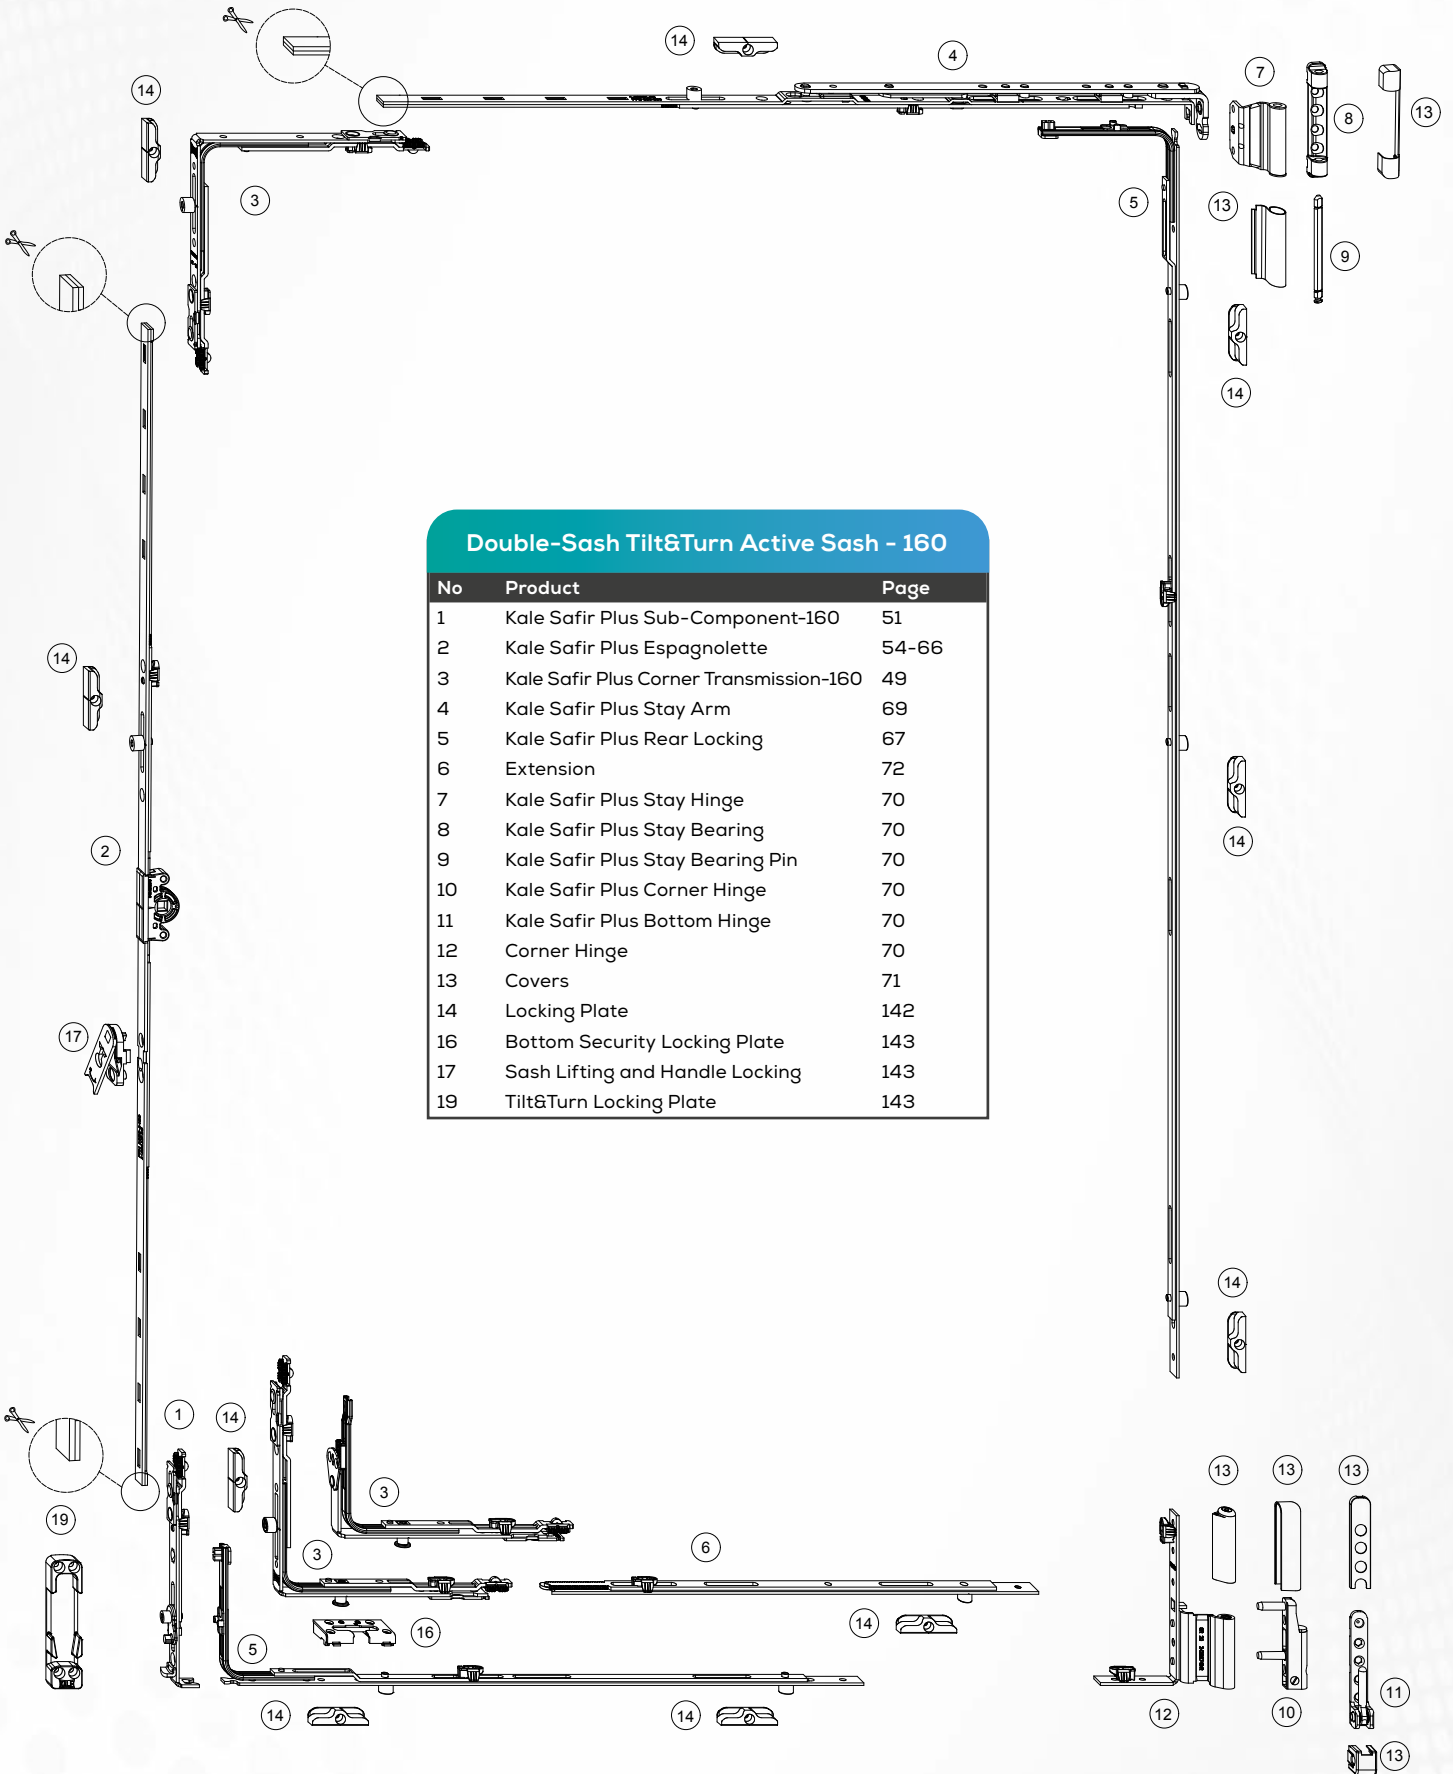 14
4
7
14
8
13
3
5
13
9
14
Double-Sash Tilt&Turn Active Sash - 160
No Product Page
1 Kale Safir Plus Sub-Component-160 51
2 Kale Safir Plus Espagnolette 54-66
3 Kale Safir Plus Corner Transmission-160 49
4 Kale Safir Plus Stay Arm 69
5 Kale Safir Plus Rear Locking 67
6 Extension 72
7 Kale Safir Plus Stay Hinge 70
8 Kale Safir Plus Stay Bearing 70
9 Kale Safir Plus Stay Bearing Pin 70
10 Kale Safir Plus Corner Hinge 70
11 Kale Safir Plus Bottom Hinge 70
12 Corner Hinge 70
13 Covers 71
14 Locking Plate 142
16 Bottom Security Locking Plate 143
17 Sash Lifting and Handle Locking 143
19 Tilt&Turn Locking Plate 143
14
2
14
17
14
1
14
13
13
13
3
19
6
3
14
16
5
11
14
14
12
10
13